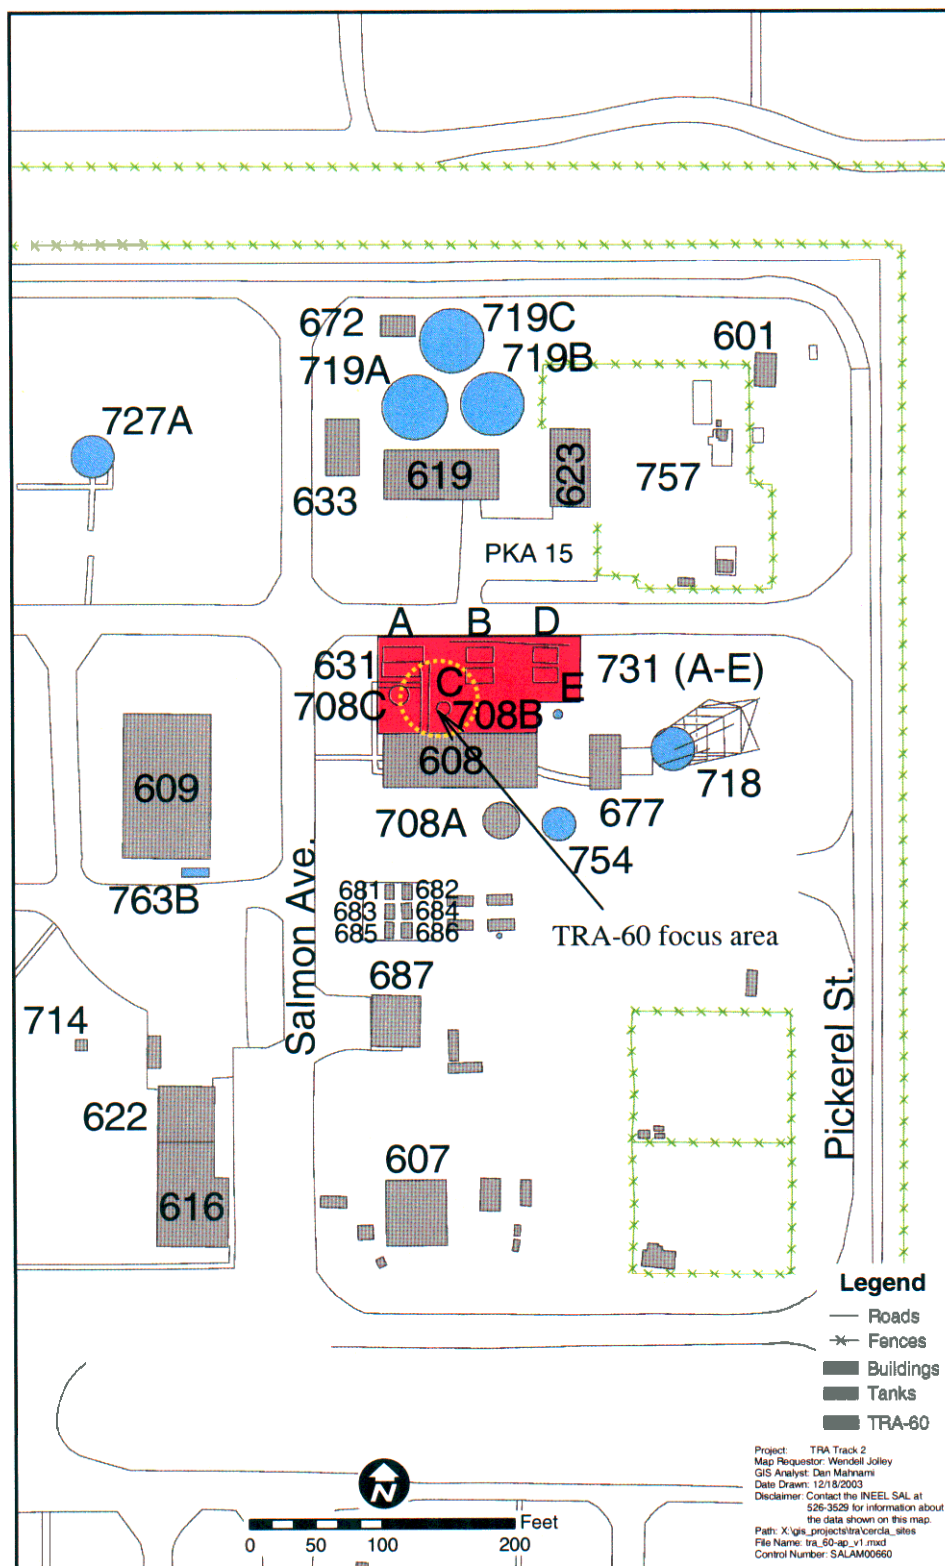 672
719C
719A
719B
601
727A
619
623
757
633
PKA 15
A
B
D
631
C
E
731 (A-E)
708C
708B
608
609
718
708A
677
754
763B
Salmon Ave.
681
682
683
684
685
686
TRA-60 focus area
687
714
Pickerel St.
622
607
616
Legend
Roads
Fences
Buildings
Tanks
TRA-60
Project: TRA Track 2
Map Requestor: Wendell Jolley
GIS Analyst: Dan Mahnami
Date Drawn: 12/18/2003
Disclaimer: Contact the INEEL SAL at
526-3529 for information about
the data shown on this map.
Path: X:\gis_projects\tra\cercla_sites
File Name: tra_60-ap_v1.mxd
Control Number: SALAM00660
N
Feet
0 50 100 200